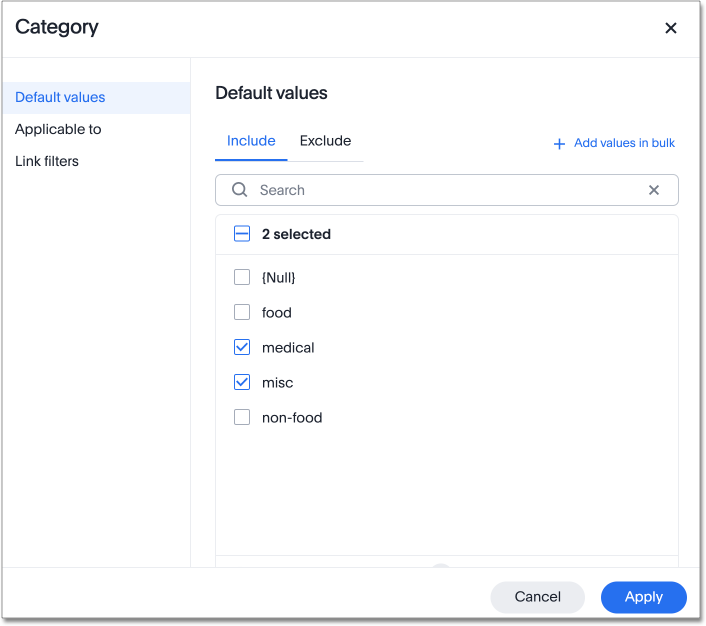 Category
Default values
Applicable to
Link filters
Default values
Include Exclude
Add values in bulk
Search
2 selected
{Null}
food
medical
misc
non-food
Cancel Apply